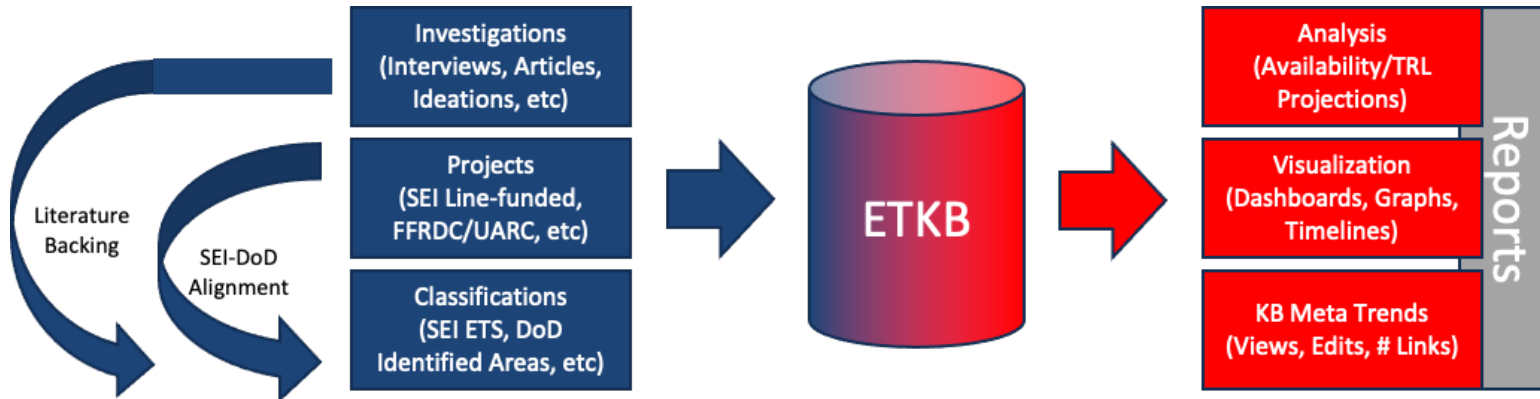 Literature
Backing
SEI-DoD
Alignment
Investigations
(Interviews, Articles,
Ideations, etc)
Projects
(SEI Line-funded,
FFRDC/UARC, etc)
Classifications
(SEI ETS, DoD
Identified Areas, etc)
ETKB
Analysis
(Availability/TRL
Projections)
Visualization
(Dashboards, Graphs,
Timelines)
KB Meta Trends
(Views, Edits, # Links)
Reports